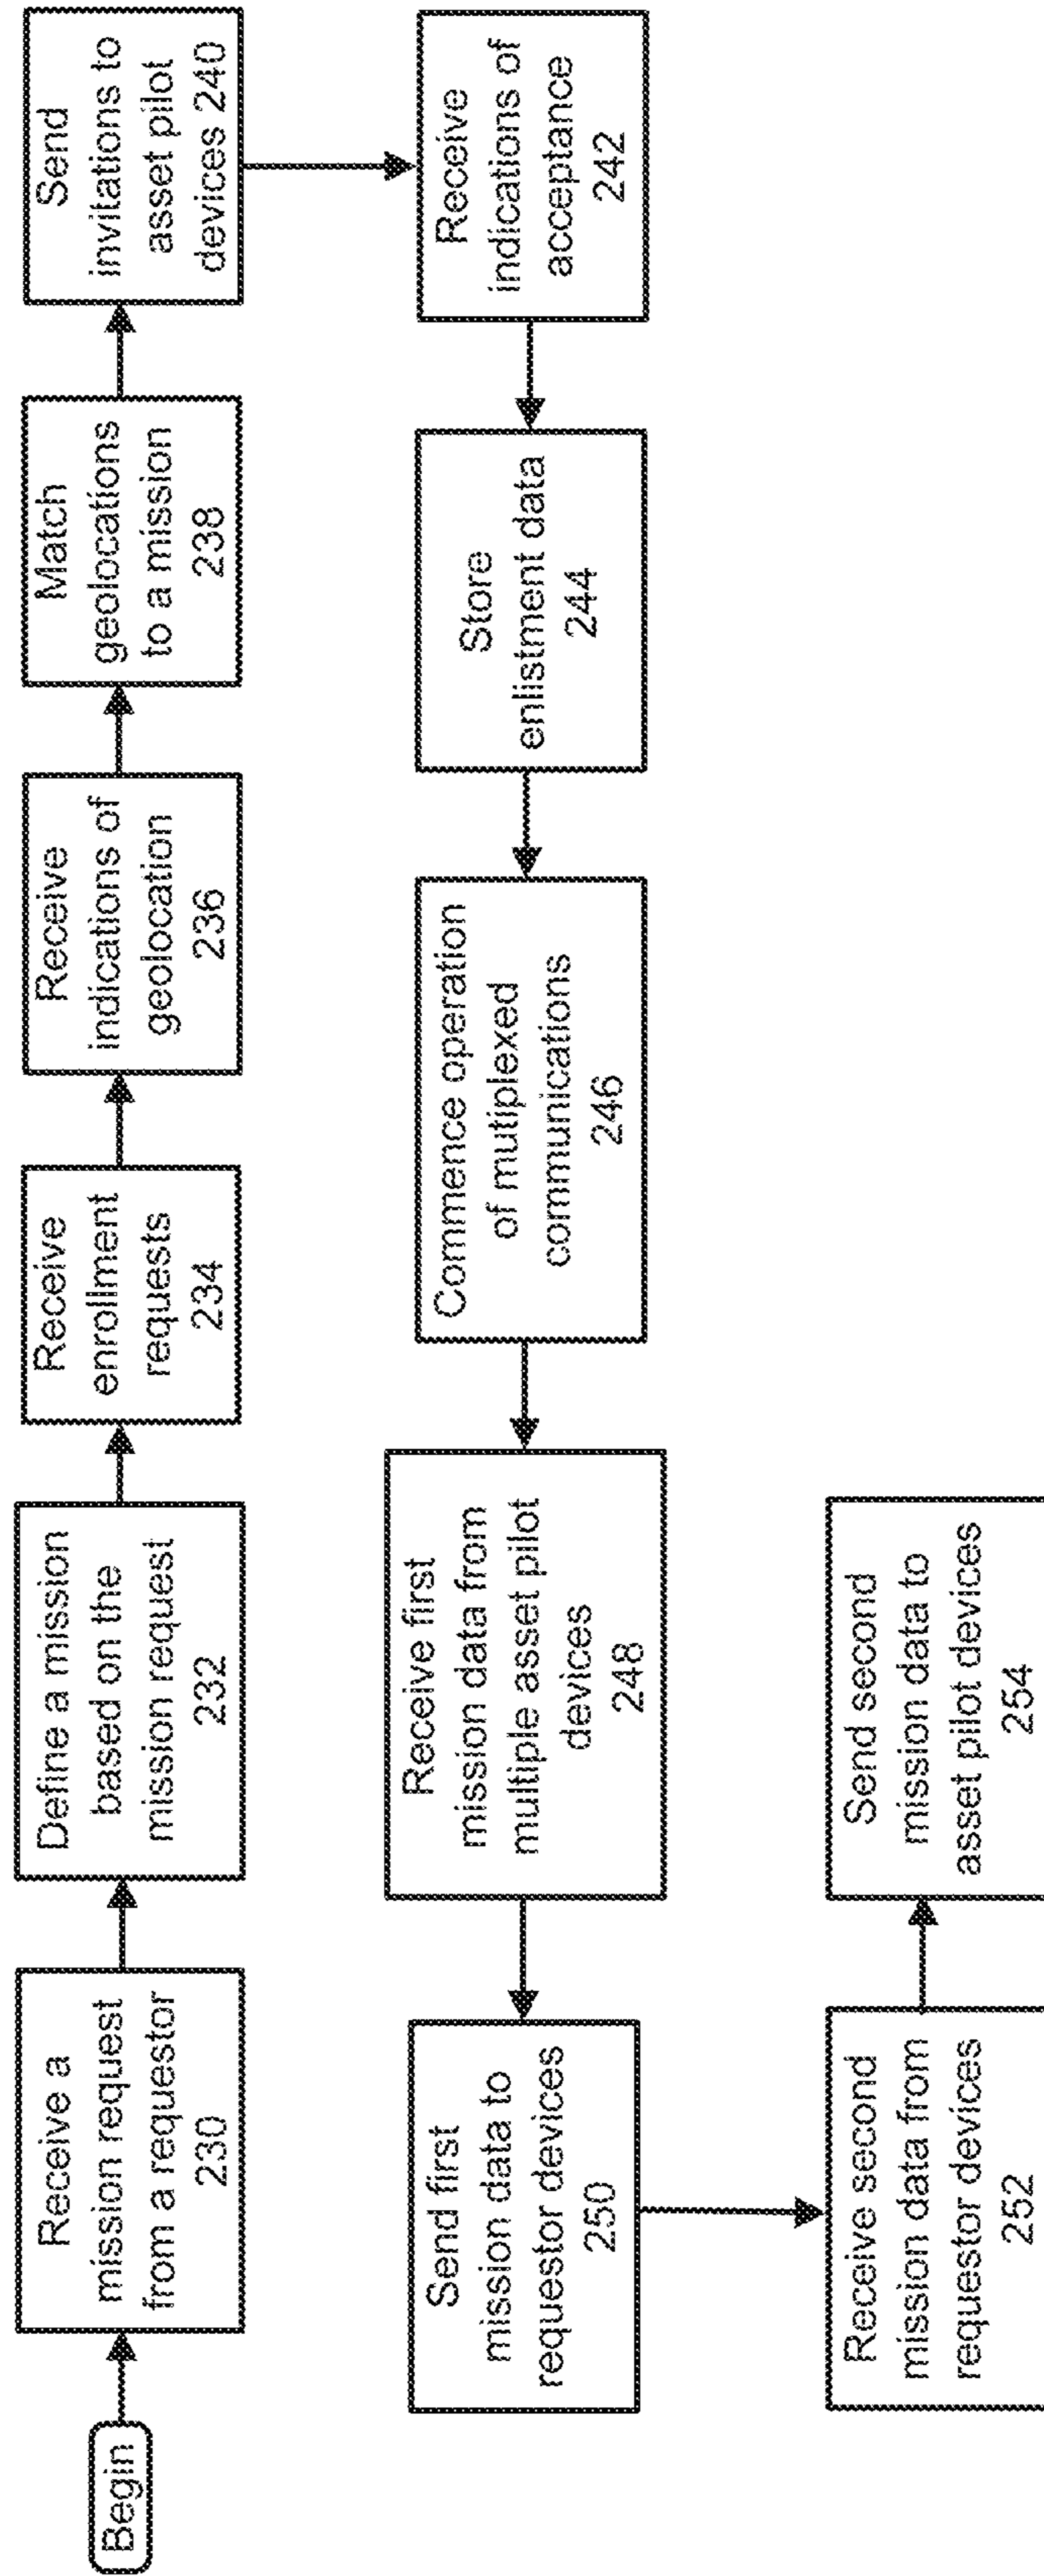 Begin
Receive a
mission request
from a requestor
230
Define a mission
based on the
mission request
232
Receive
enrollment
requests
234
Receive
indications of
geolocation
236
Match
geolocations
to a mission
238
Send
invitations to
asset pilot
devices 240
Receive
indications of
acceptance
242
Store
enlistment data
244
Commence operation
of mutiplexed
communications
246
Receive first
mission data from
multiple asset pilot
devices
248
Send first
mission data to
requestor devices
250
Receive second
mission data from
requestor devices
252
Send second
mission data to
asset pilot devices
254